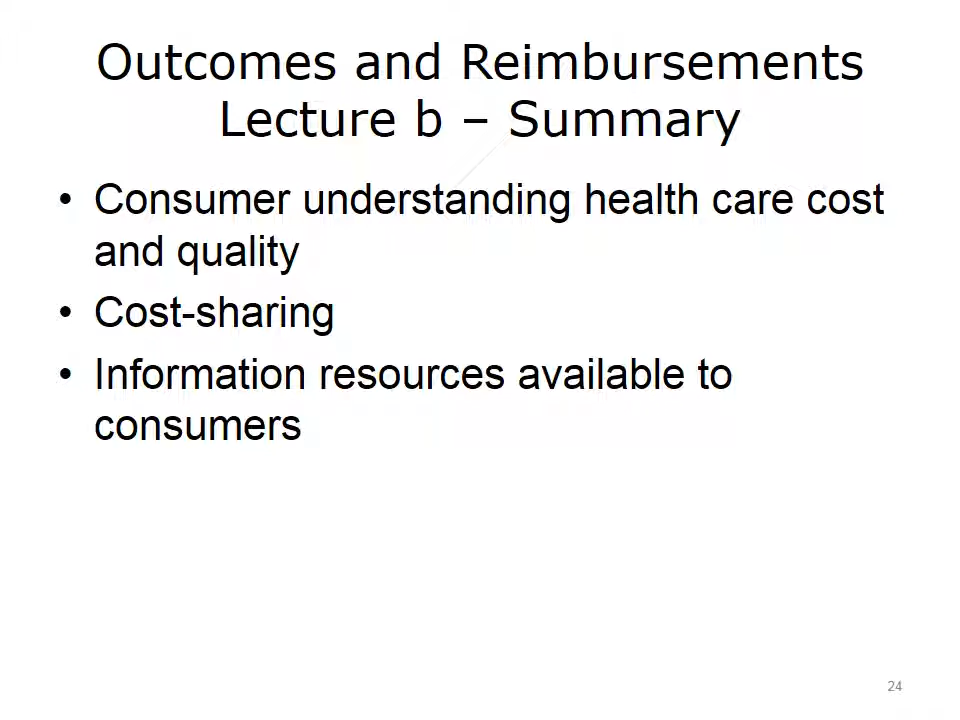 Outcomes and Reimbursements
Lecture b – Summary
• Consumer understanding health care cost
and quality
• Cost-sharing
• Information resources available to
consumers
24